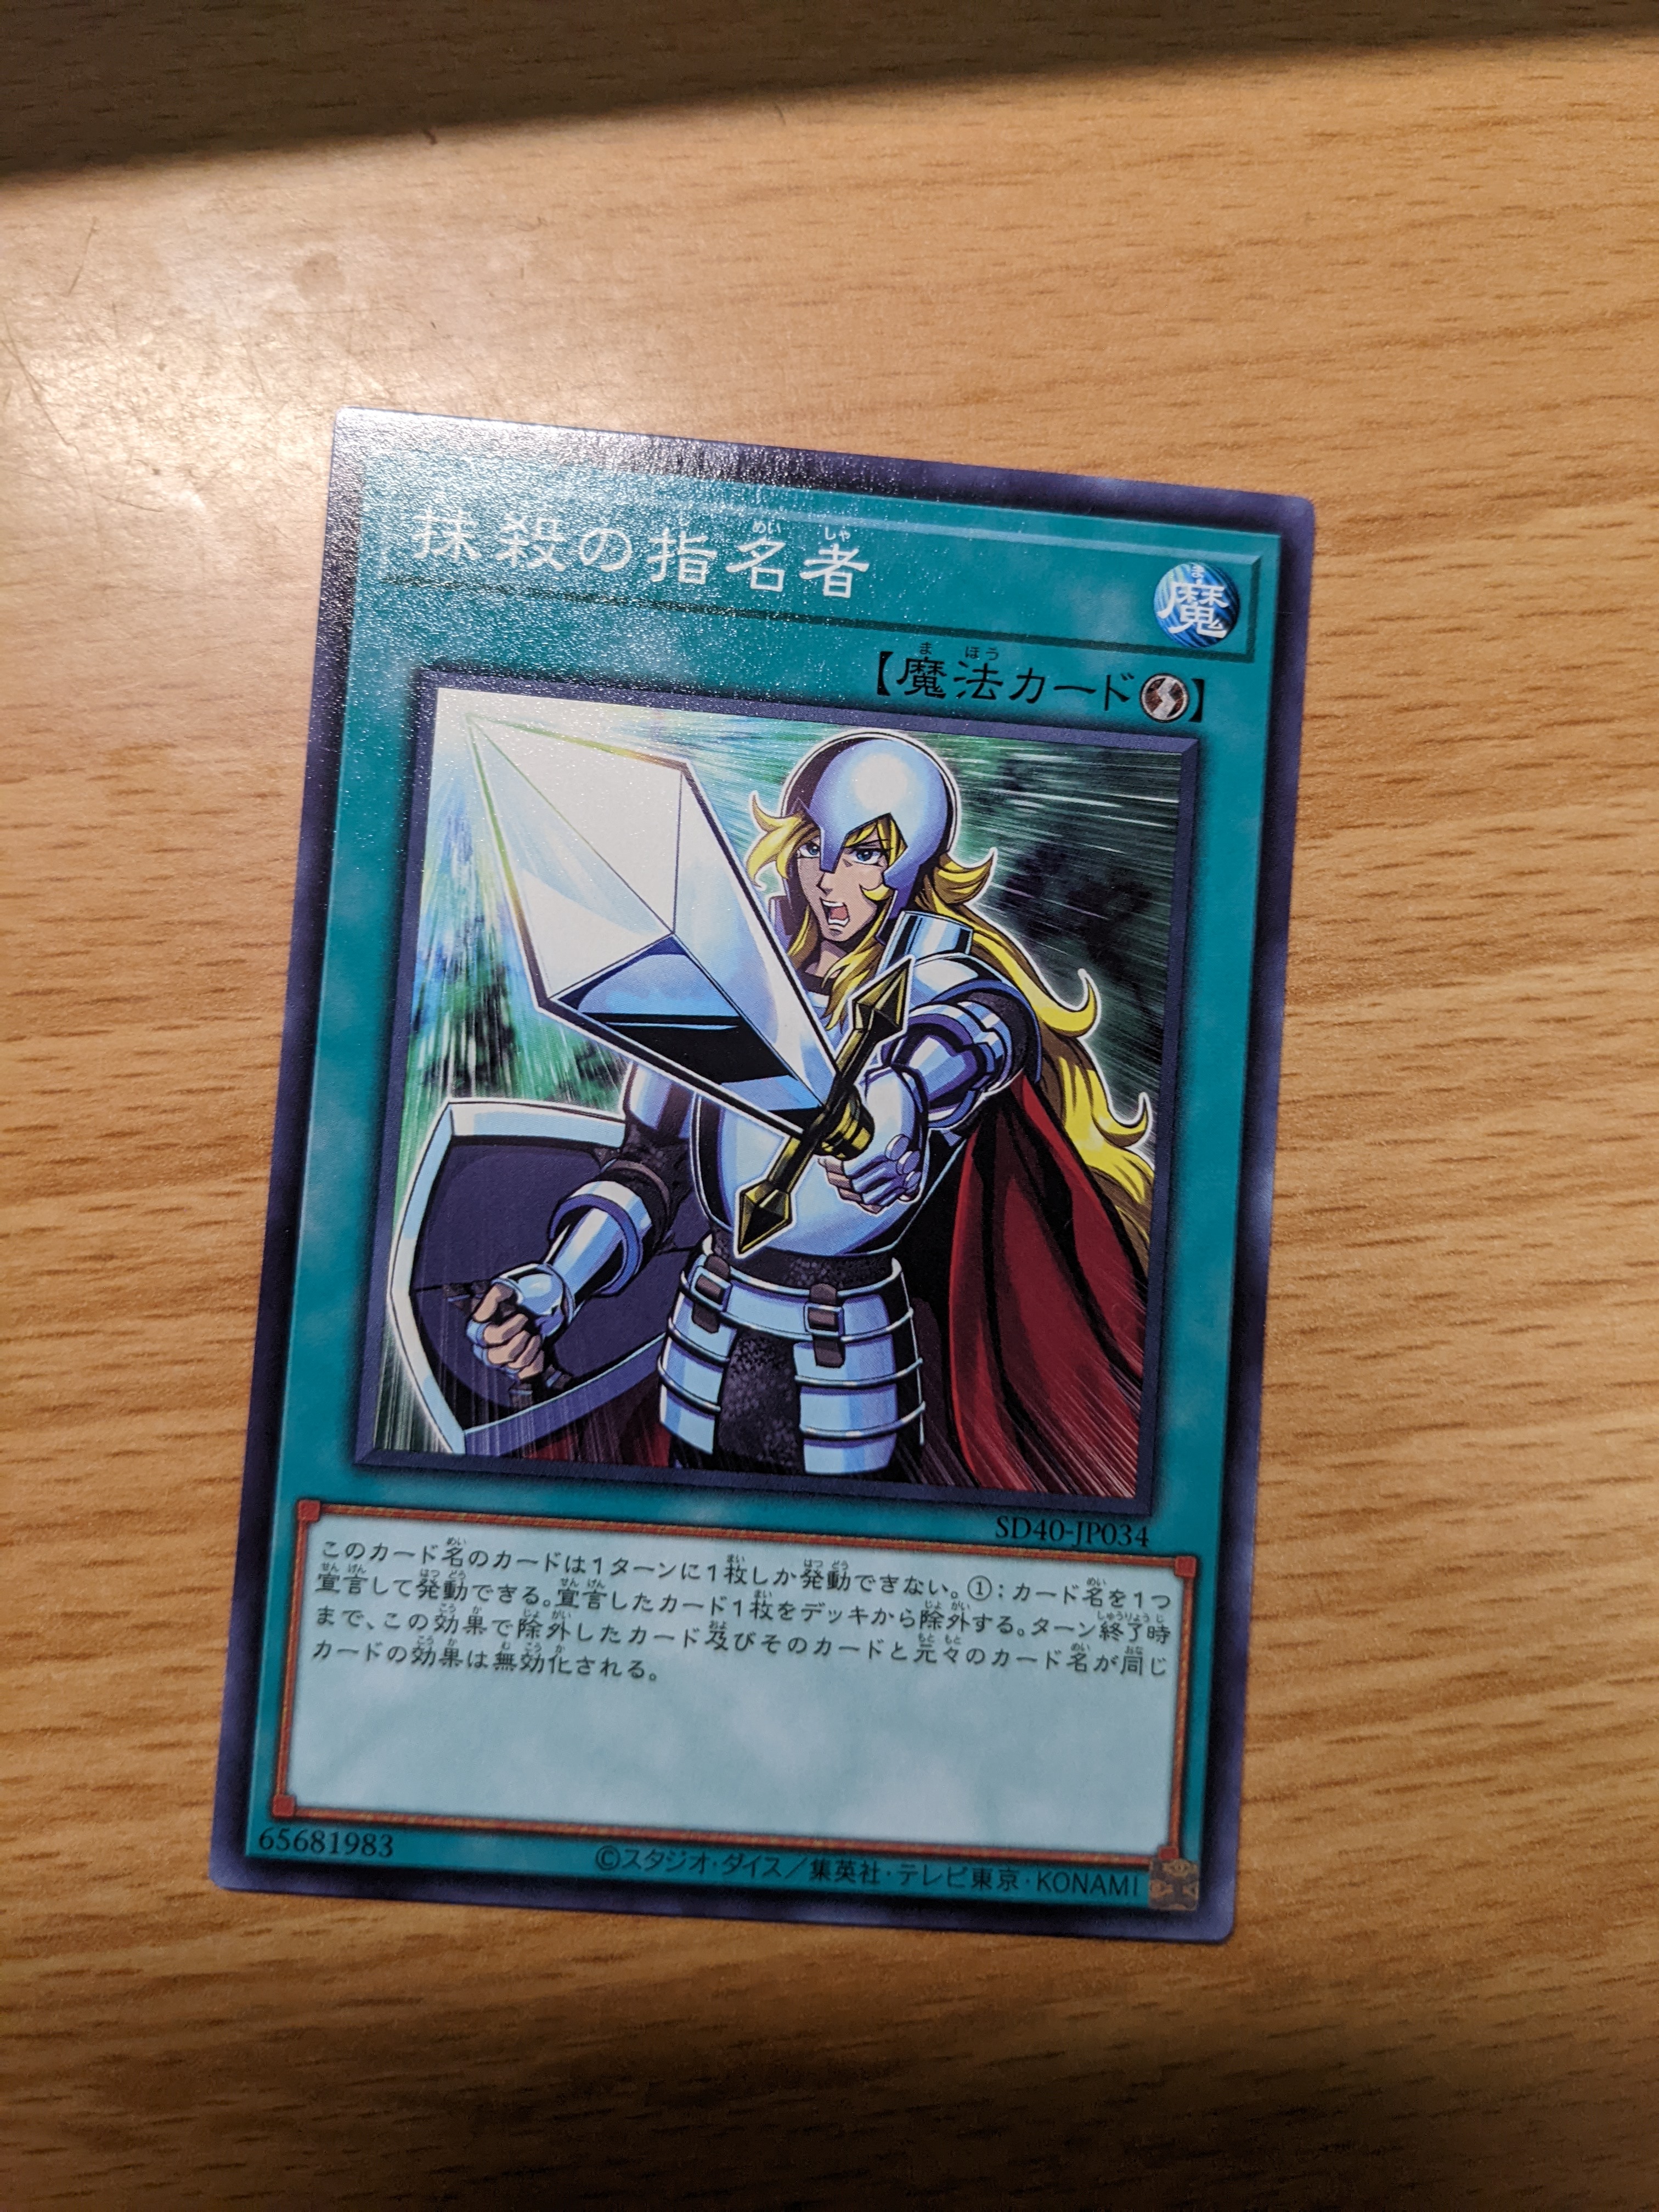 抹殺の指名者
魔
【魔法カード】
SD40-JP034
このカード名のカードは１ターンに１枚しか発動できない。①：カード名を１つ
宣言して発動できる。宣言したカード１枚をデッキから除外する。ターン終了時
まで、この効果で除外したカード及びそのカードと元々のカード名が同じ
カードの効果は無効化される。
65681983
©スタジオ・ダイス／集英社・テレビ東京・KONAMI